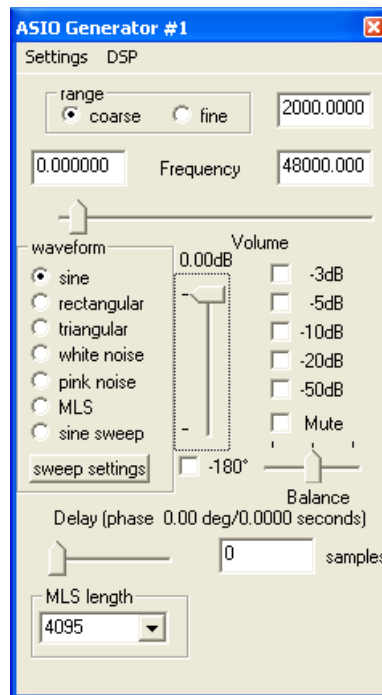 ASIO Generator #1
Settings DSP
range
coarse fine
2000.0000
0.000000 Frequency 48000.000
waveform
Volume
0.00dB
sine
rectangular
triangular
white noise
pink noise
MLS
sine sweep
sweep settings
-3dB
-5dB
-10dB
-20dB
-50dB
Mute
-180°
Balance
Delay (phase 0.00 deg/0.0000 seconds)
0 samples
MLS length
4095